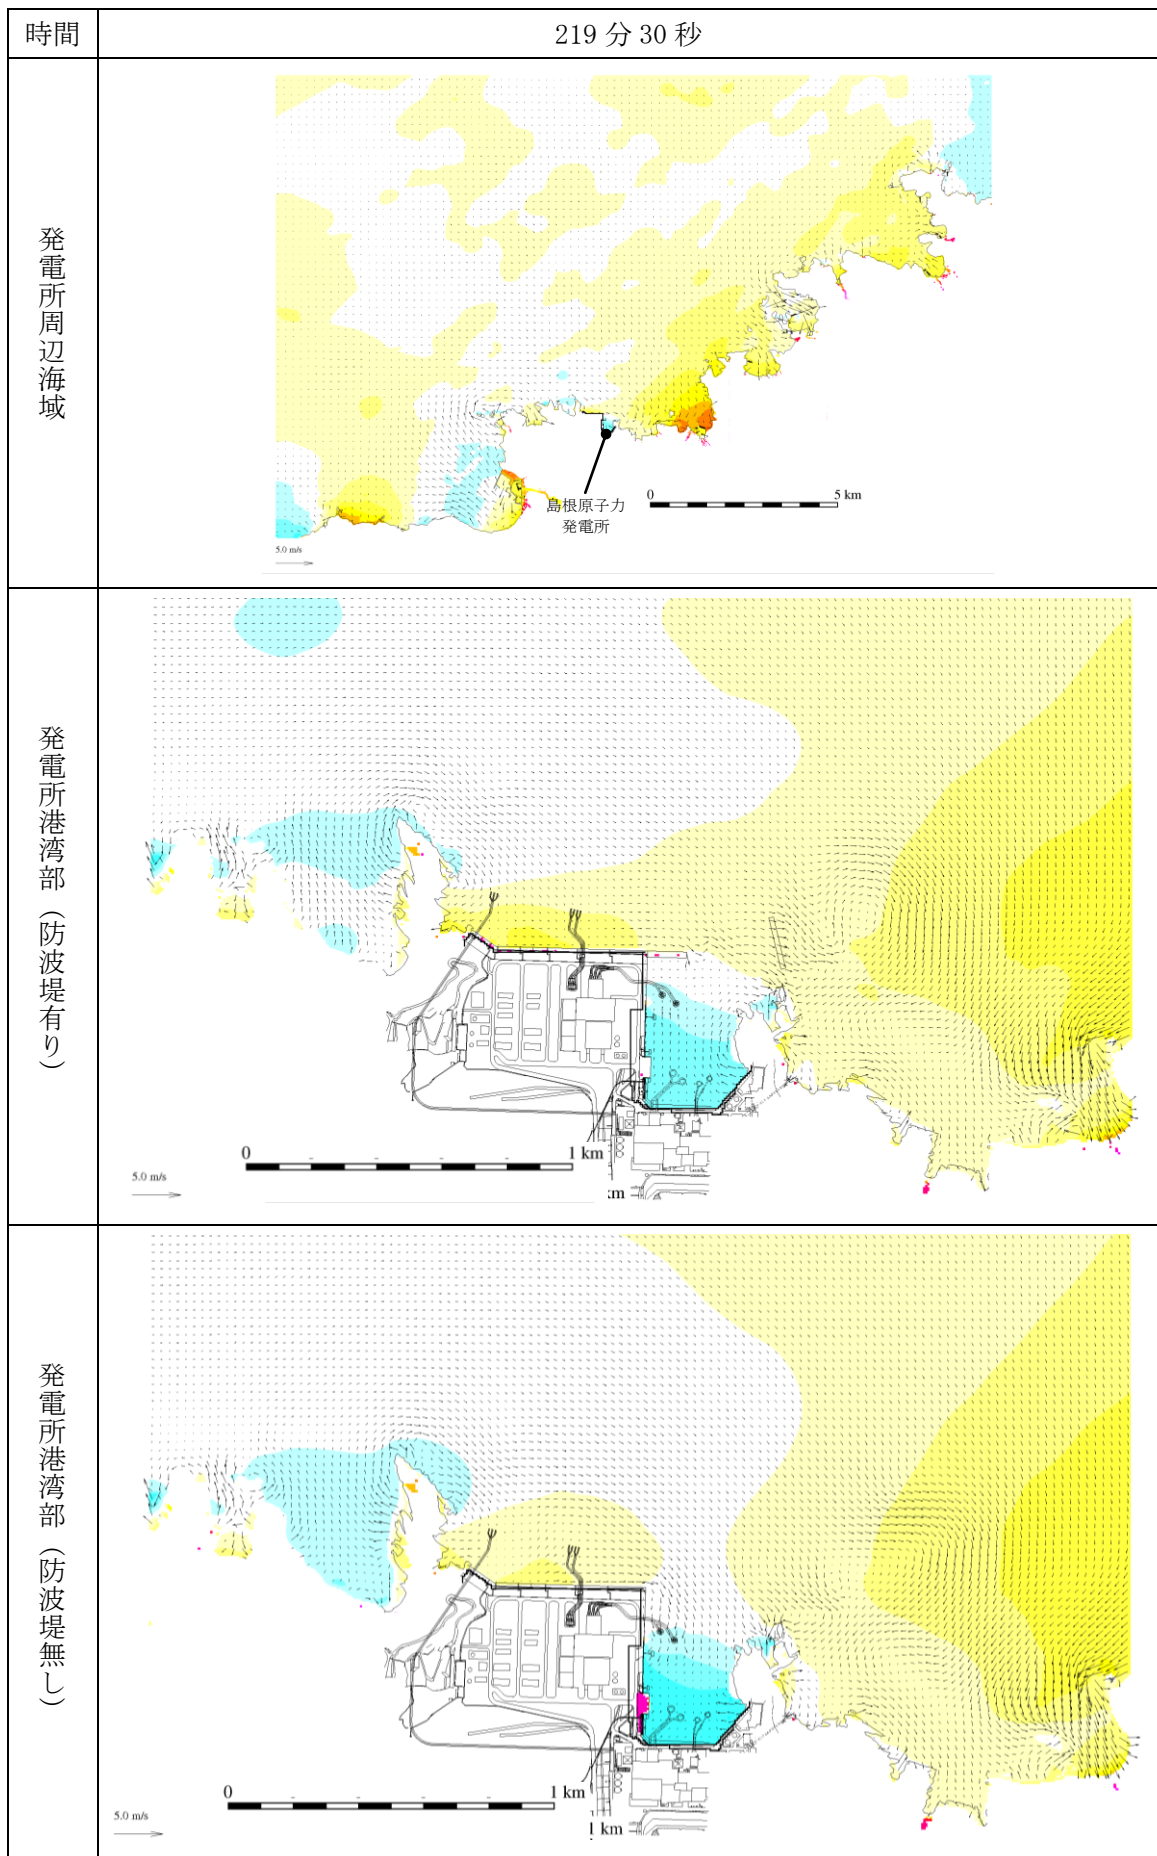 時間
219 分 30 秒
発電所周辺海域
島根原子力
発電所
0 5 km
5.0 m/s
発電所港湾部（防波堤有り）
0 1 km
5.0 m/s
km
発電所港湾部（防波堤無し）
0 1 km
5.0 m/s
1 km